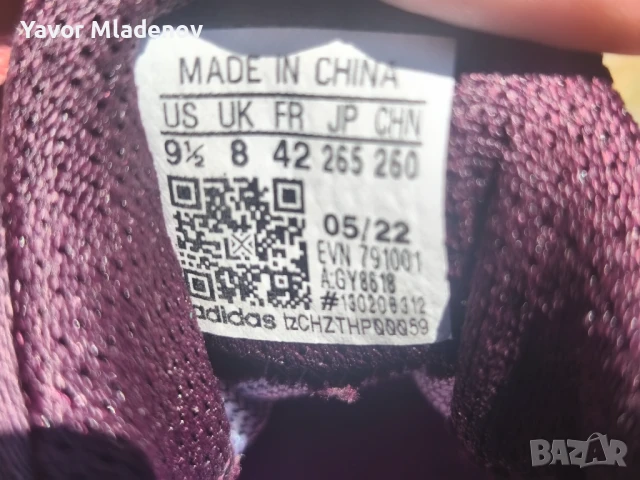 Yavor Mladenov
MADE IN CHINA
US UK FR JP CHN
9½ 8 42 265 260
05/22
EVN 791001
A:GY8618
#130208312
adidas tzCHZTHP00059
BAZAR